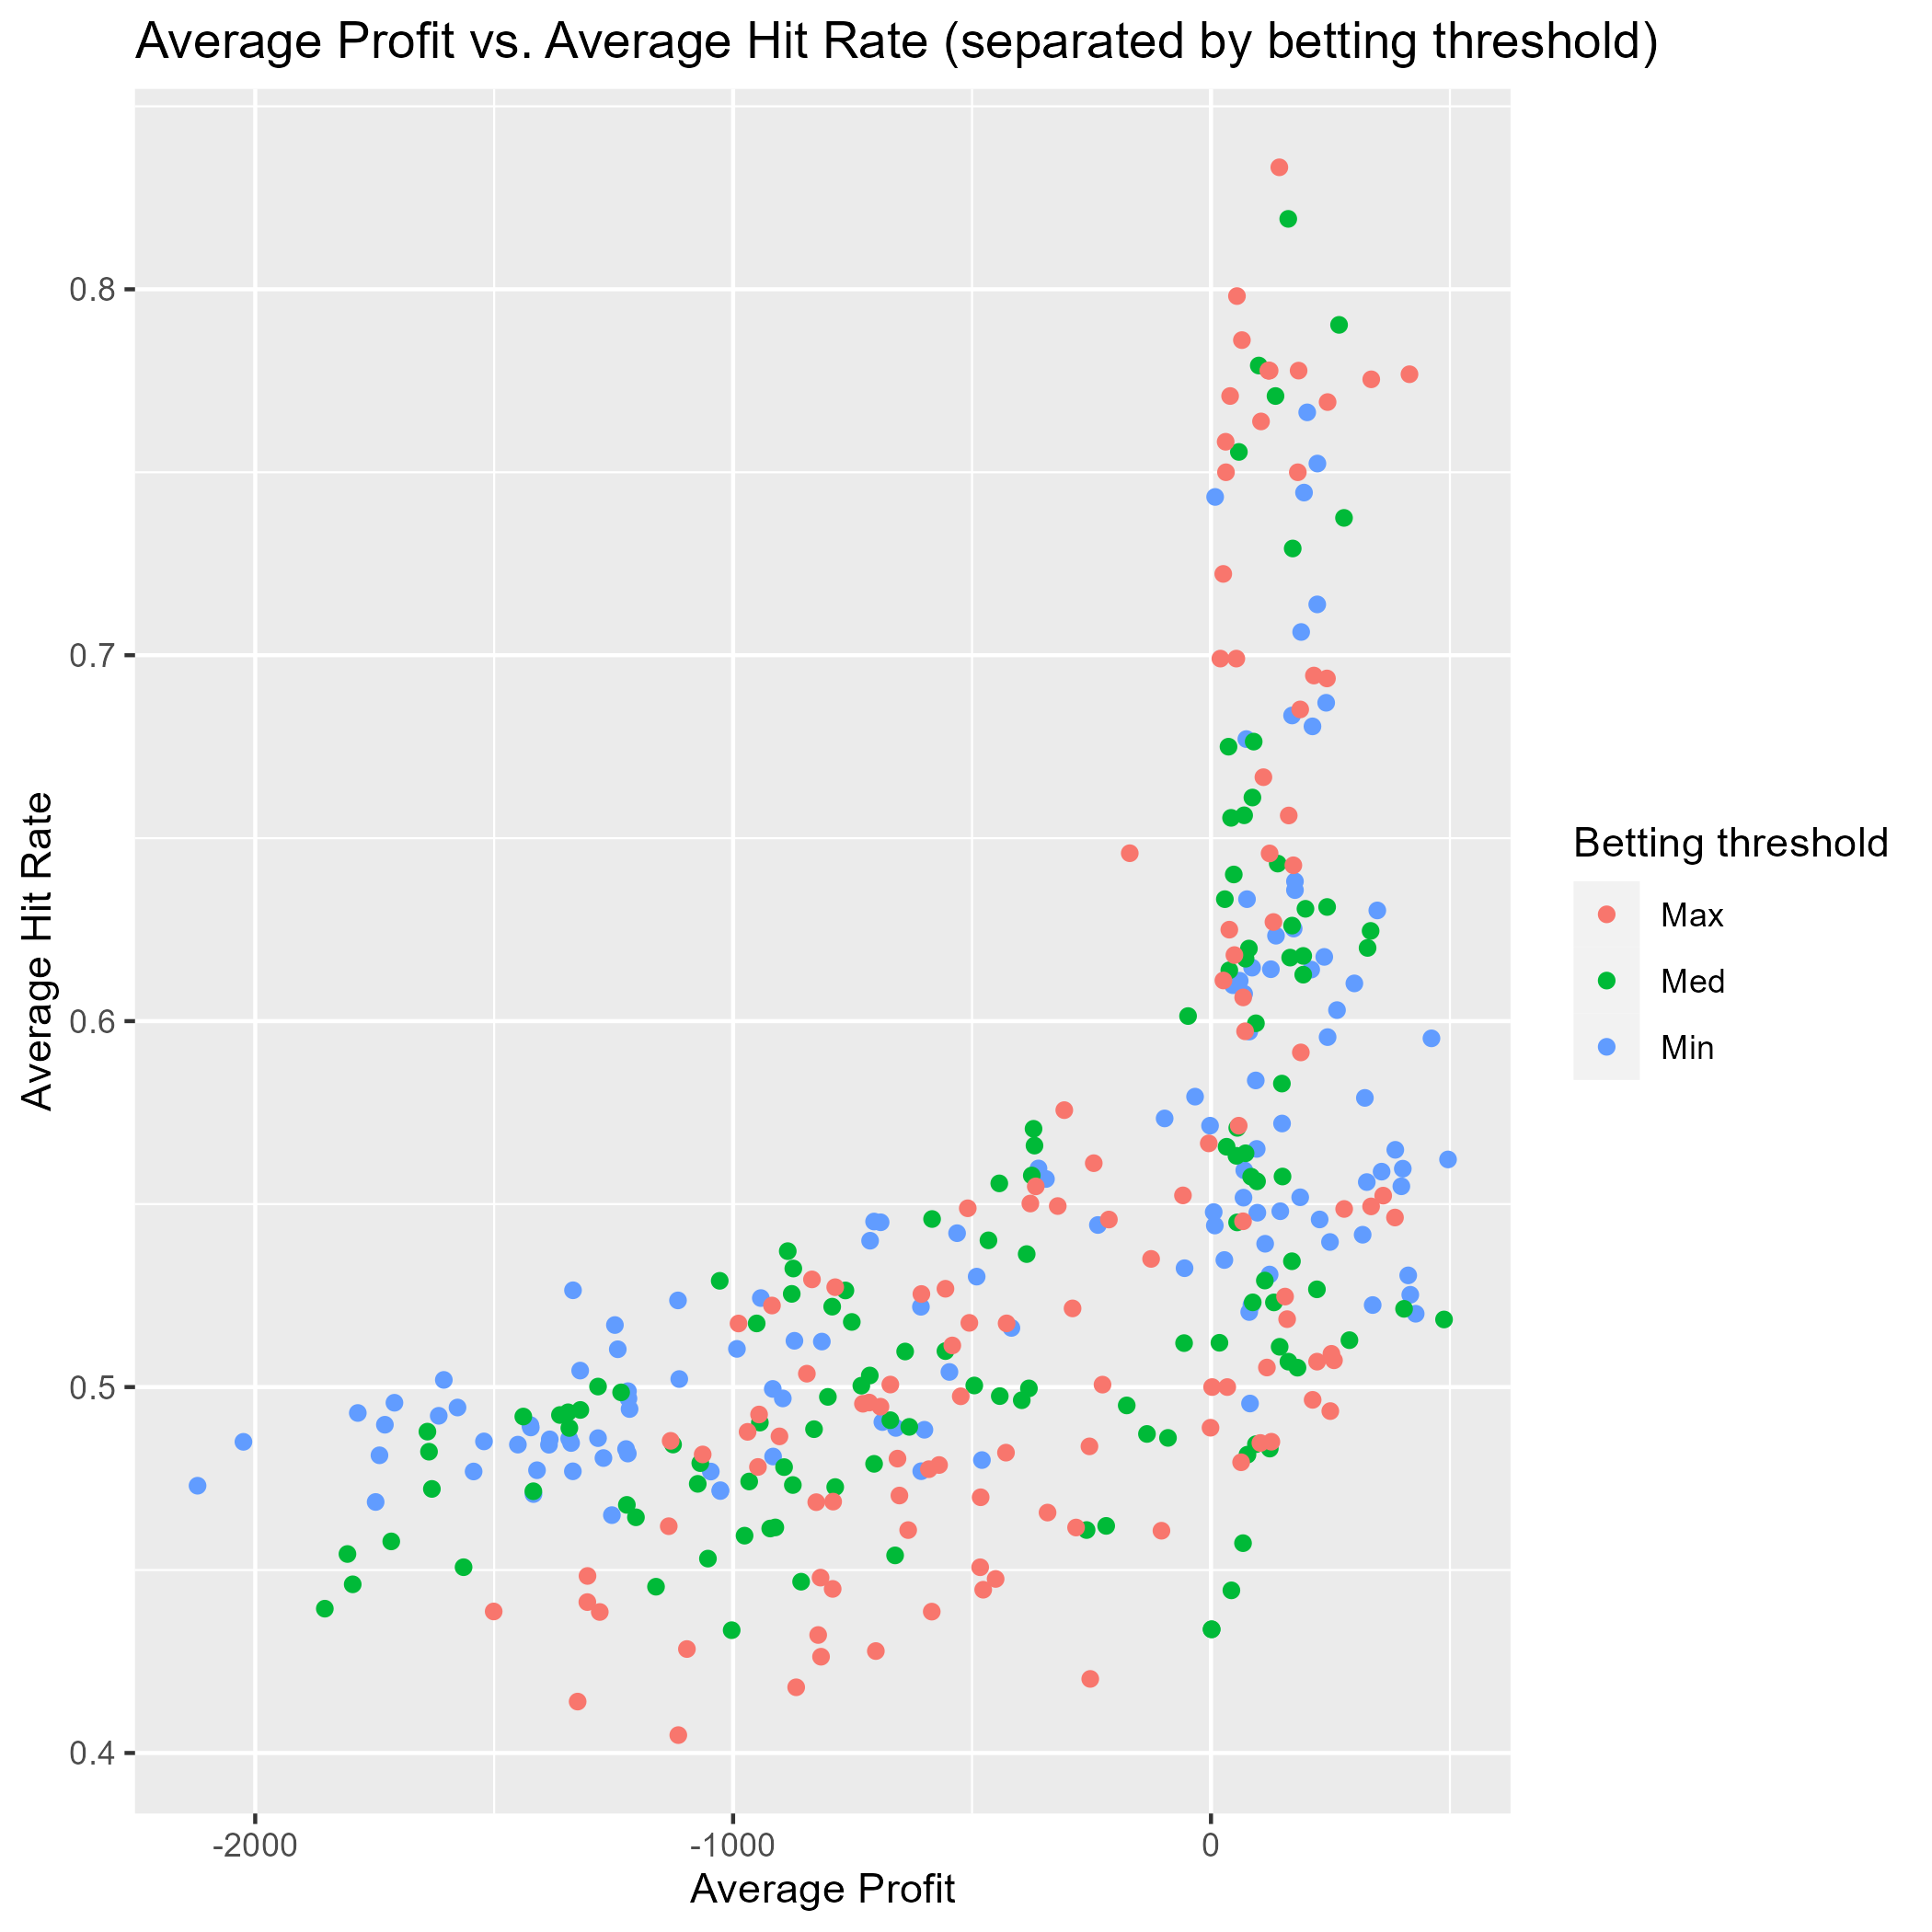 Average Profit vs. Average Hit Rate (separated by betting threshold)
Average Hit Rate
0.8
0.7
0.6
0.5
0.4
-2000
-1000
0
Average Profit
Betting threshold
Max
Med
Min